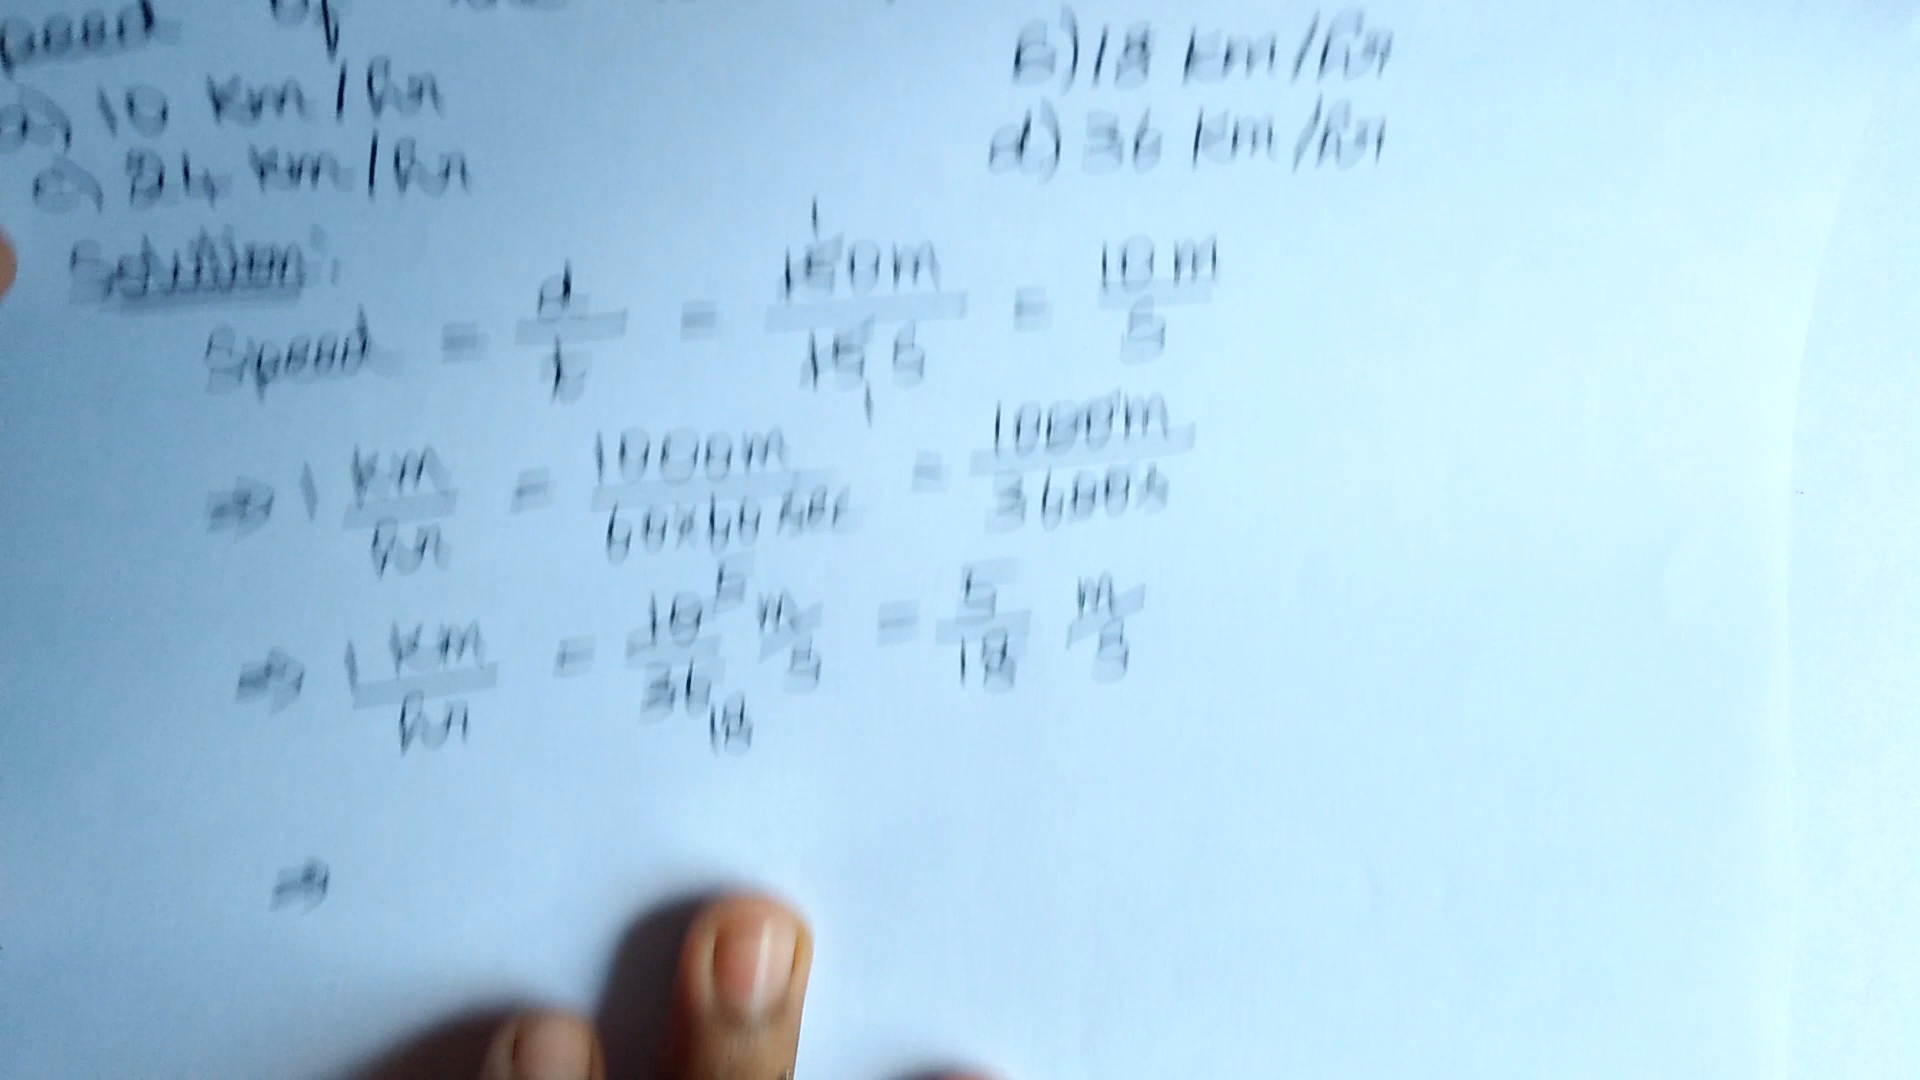 of
a) 10 km/hr b) 18 km/hr
c) 24 km/hr d) 36 km/hr
Solution:
Speed = d/t = 150m/15s = 10m/s
⇒ 1 km/hr = 1000m/60×60 sec = 1000m/3600s
⇒ 1 km/hr = 10/36 m/s = 5/18 m/s
⇒